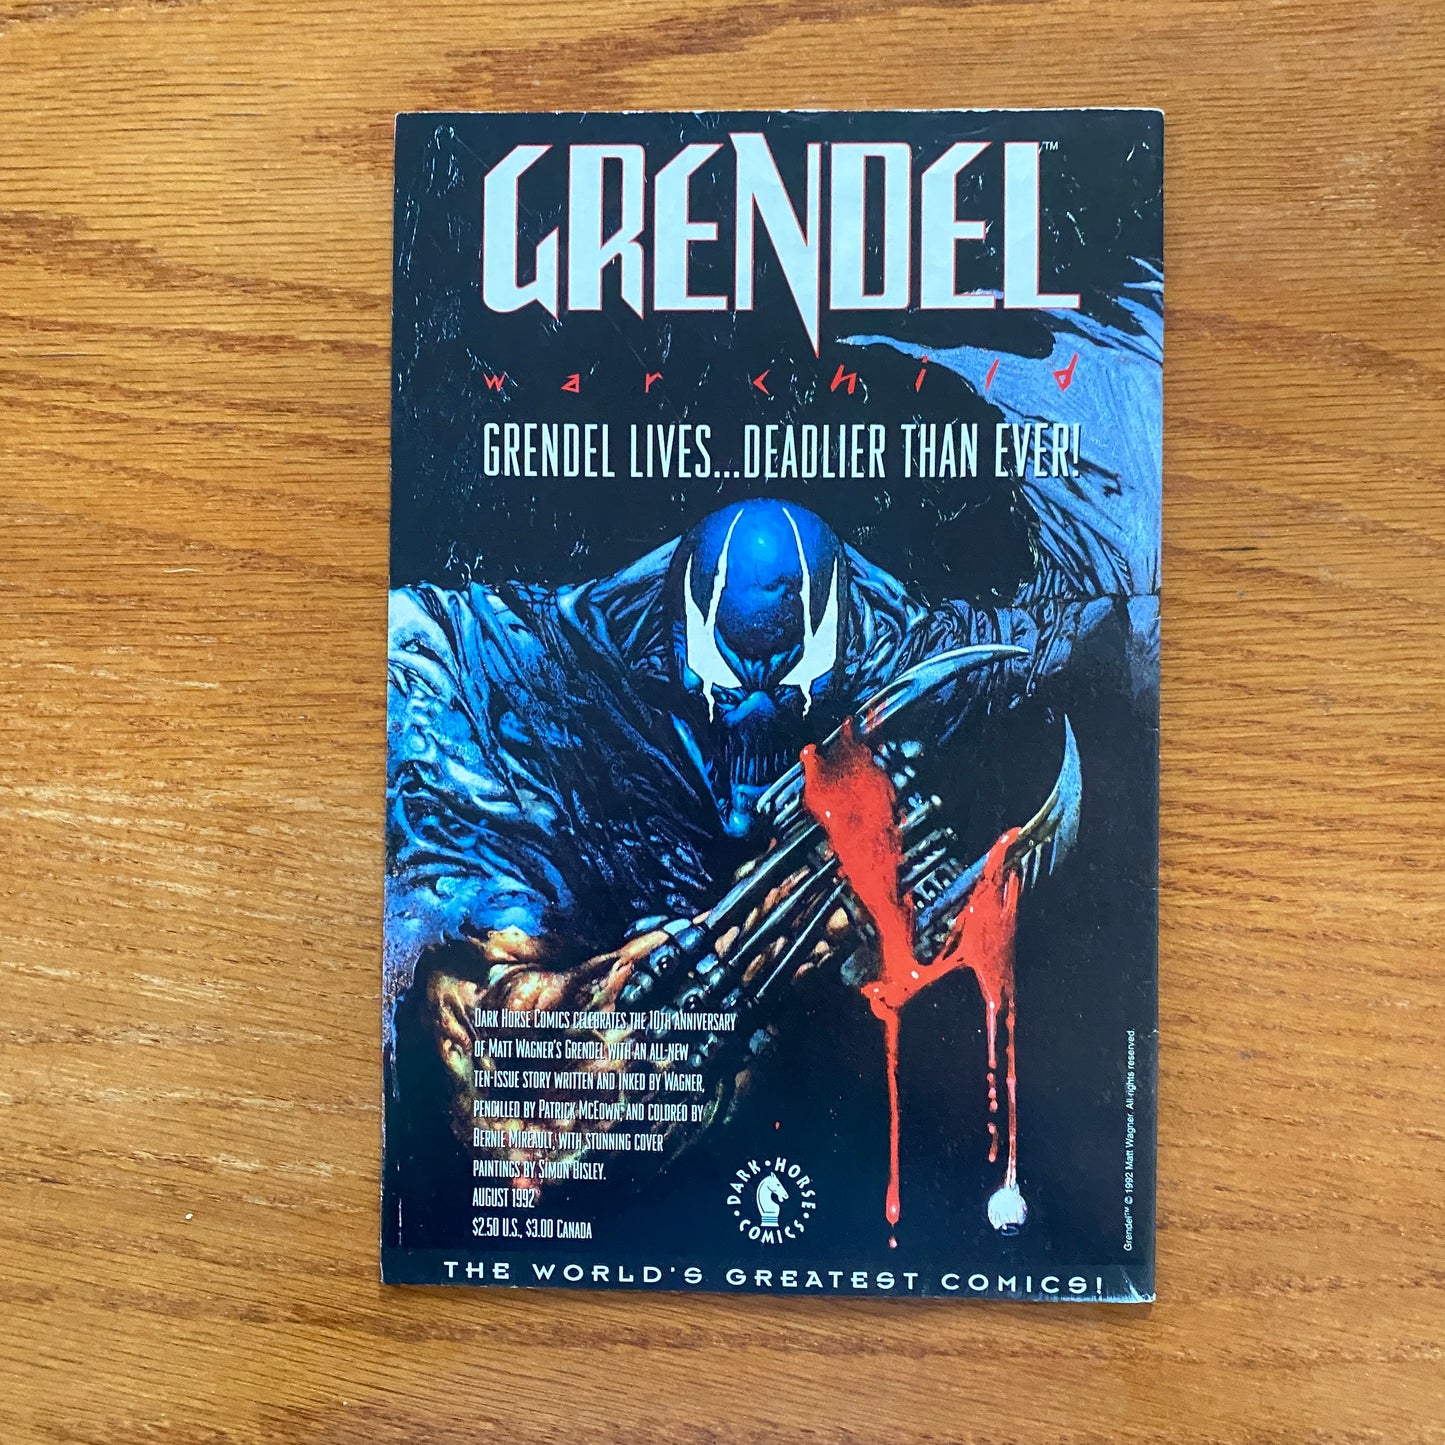 GRENDEL™
war child
GRENDEL LIVES...DEADLIER THAN EVER!
DARK HORSE COMICS CELEBRATES THE 10TH ANNIVERSARY
OF MATT WAGNER'S GRENDEL WITH AN ALL-NEW
TEN-ISSUE STORY WRITTEN AND INKED BY WAGNER,
PENCILLED BY PATRICK MCEOWN, AND COLORED BY
BERNIE MIREAULT, WITH STUNNING COVER
PAINTINGS BY SIMON BISLEY.
AUGUST 1992
$2.50 U.S., $3.00 CANADA
DARK • HORSE • COMICS •
Grendel™ © 1992 Matt Wagner. All rights reserved.
THE WORLD'S GREATEST COMICS!